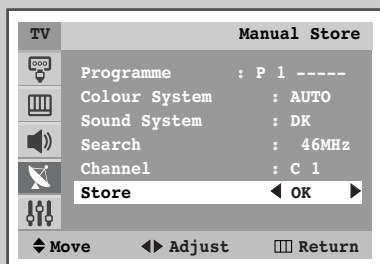 TV Manual Store
Programme : P 1 -----
Colour System : AUTO
Sound System : DK
Search : 46MHz
Channel : C 1
Store OK
Move Adjust Return